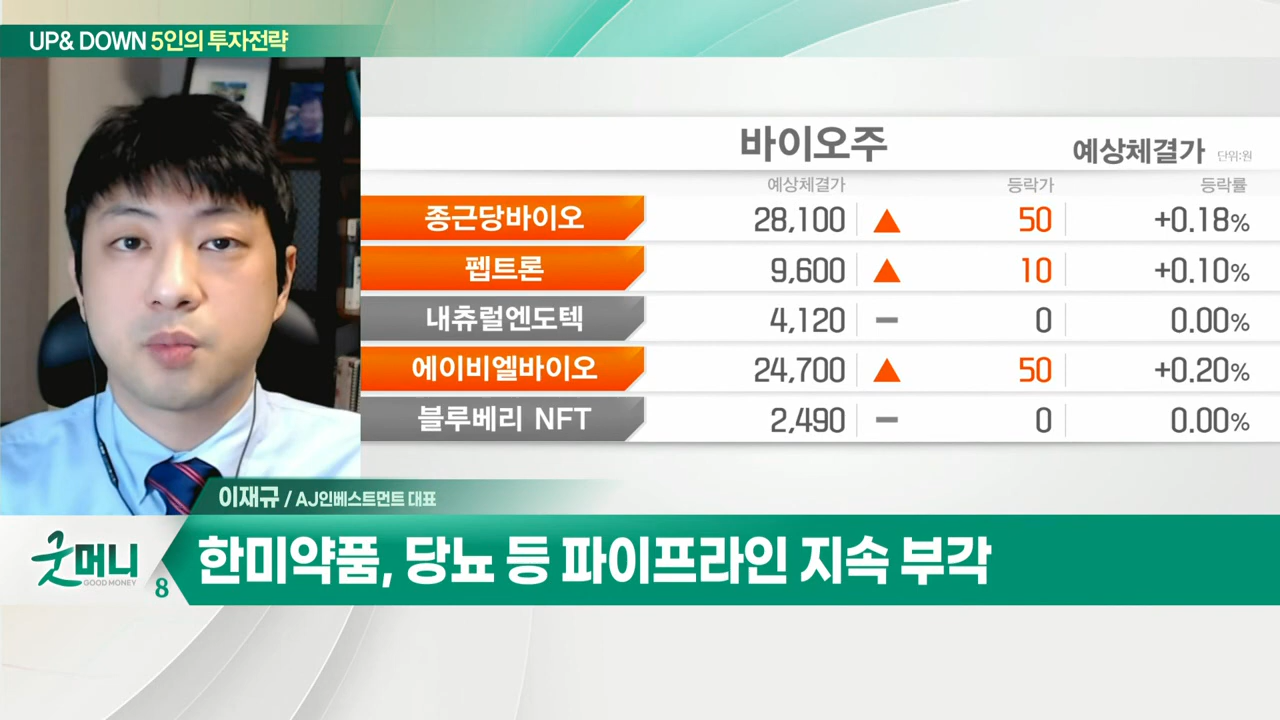 UP& DOWN 5인의 투자전략
바이오주 예상체결가 단위:원
예상체결가 등락가 등락률
종근당바이오 28,100 ▲ 50 +0.18%
펩트론 9,600 ▲ 10 +0.10%
내츄럴엔도텍 4,120 - 0 0.00%
에이비엘바이오 24,700 ▲ 50 +0.20%
블루베리 NFT 2,490 - 0 0.00%
이재규 / AJ인베스트먼트 대표
굿머니
GOOD MONEY
8
한미약품, 당뇨 등 파이프라인 지속 부각